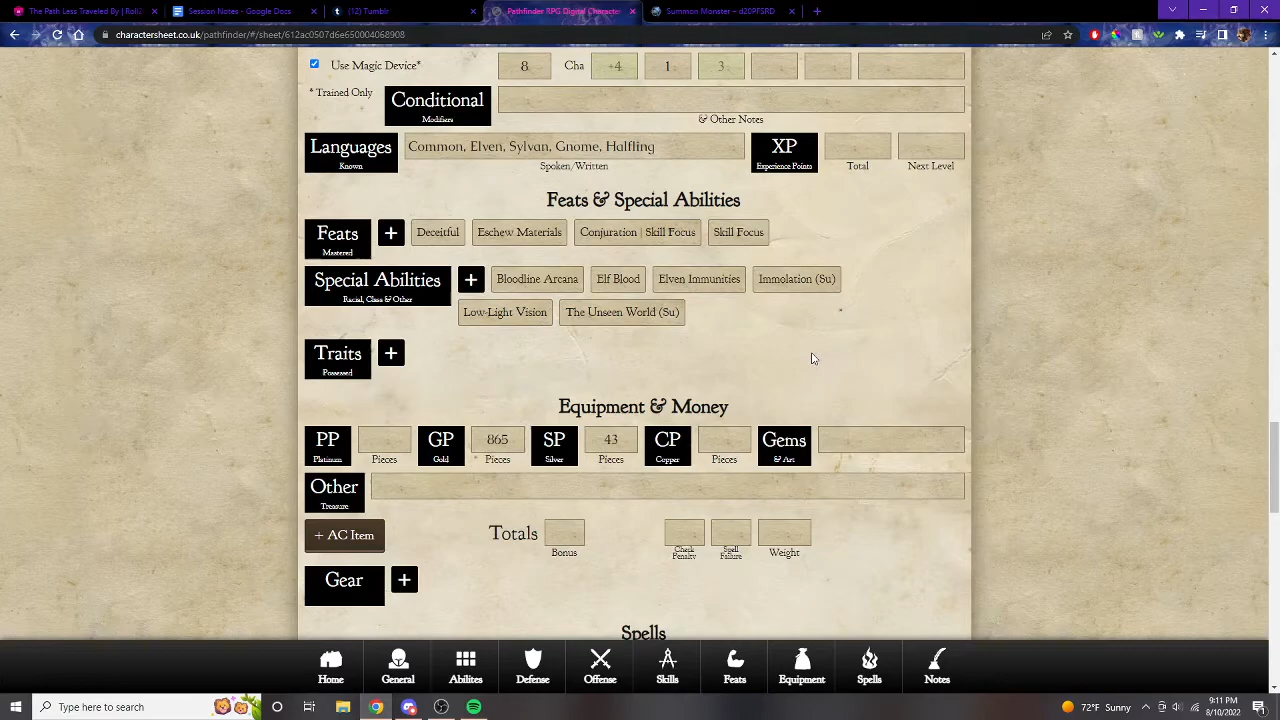 The Path Less Traveled By | Roll
Session Notes - Google Docs
(12) Tumblr
Pathfinder RPG Digital Character
Summon Monster – d20PFSRD
charactersheet.co.uk/pathfinder/#/sheet/612ac0507d6e650004068908
Use Magic Device* 8 Cha +4 1 3
* Trained Only
Conditional
Modifiers
& Other Notes
Languages
Known
Common, Elven, Sylvan, Gnome, Halfling
Spoken/Written
XP
Experience Points
Total
Next Level
Feats & Special Abilities
Feats
Mastered
+ Deceitful Eschew Materials Conjuration | Skill Focus Skill Focus
Special Abilities
Racial, Class & Other
+ Bloodline Arcana Elf Blood Elven Immunities Immolation (Su)
Low-Light Vision The Unseen World (Su)
Traits
Possessed
+
Equipment & Money
PP
Platinum
Pieces
GP
Gold
865
Pieces
SP
Silver
43
Pieces
CP
Copper
Pieces
Gems
& Art
Other
Treasure
+ AC Item
Totals
Bonus
Check
Penalty
Spell
Failure
Weight
Gear
+
Spells
Home General Abilites Defense Offense Skills Feats Equipment Spells Notes
Type here to search
72°F Sunny
9:11 PM
8/10/2022